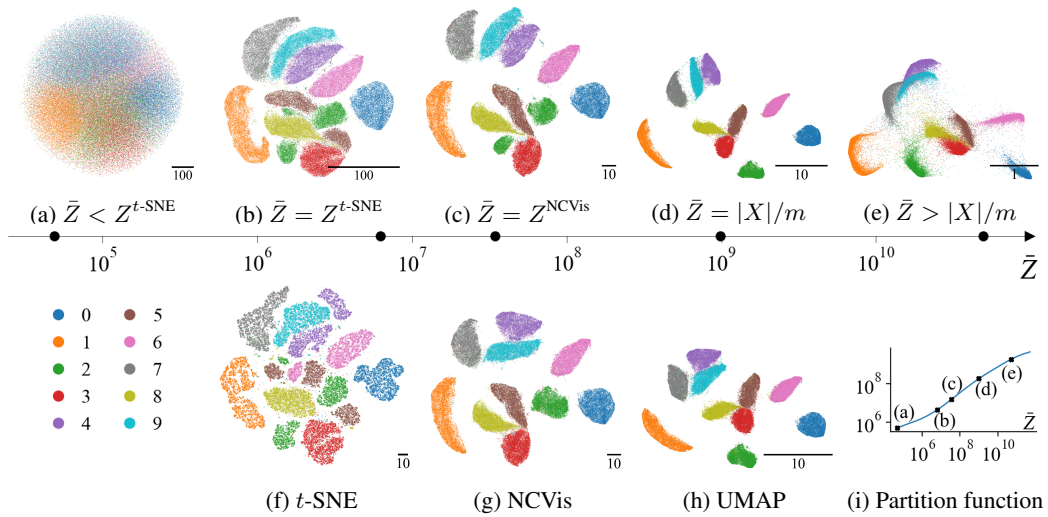 100
100
10
10
1
(a) Z̄ < Z^{t-SNE}
(b) Z̄ = Z^{t-SNE}
(c) Z̄ = Z^{NCVis}
(d) Z̄ = |X|/m
(e) Z̄ > |X|/m
10^5
10^6
10^7
10^8
10^9
10^{10}
Z̄
0 5
1 6
2 7
3 8
4 9
10
10
10
10^8
10^6
(a)
(b)
(c)
(d)
(e)
Z̄
10^6 10^8 10^{10}
(f) t-SNE
(g) NCVis
(h) UMAP
(i) Partition function